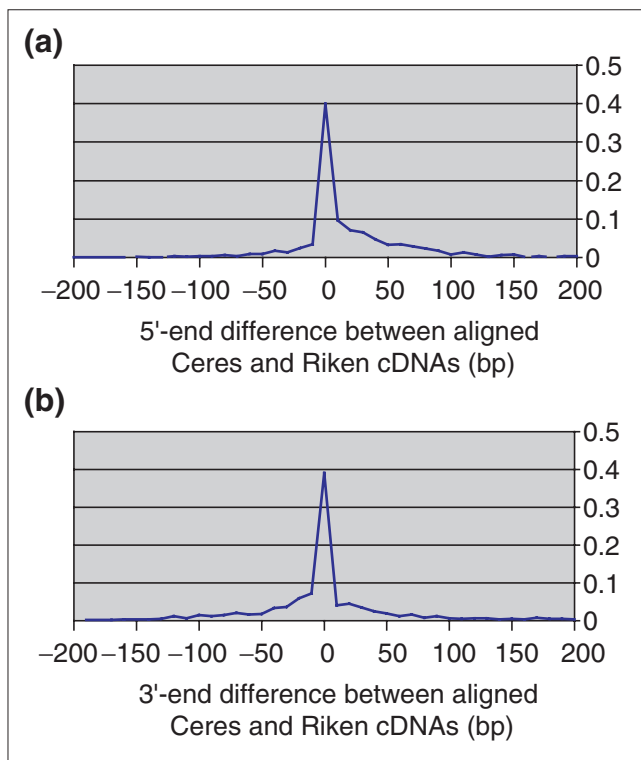 (a)
0.5
0.4
0.3
0.2
0.1
0
−200 −150 −100 −50 0 50 100 150 200
5'-end difference between aligned
Ceres and Riken cDNAs (bp)
(b)
0.5
0.4
0.3
0.2
0.1
0
−200 −150 −100 −50 0 50 100 150 200
3'-end difference between aligned
Ceres and Riken cDNAs (bp)